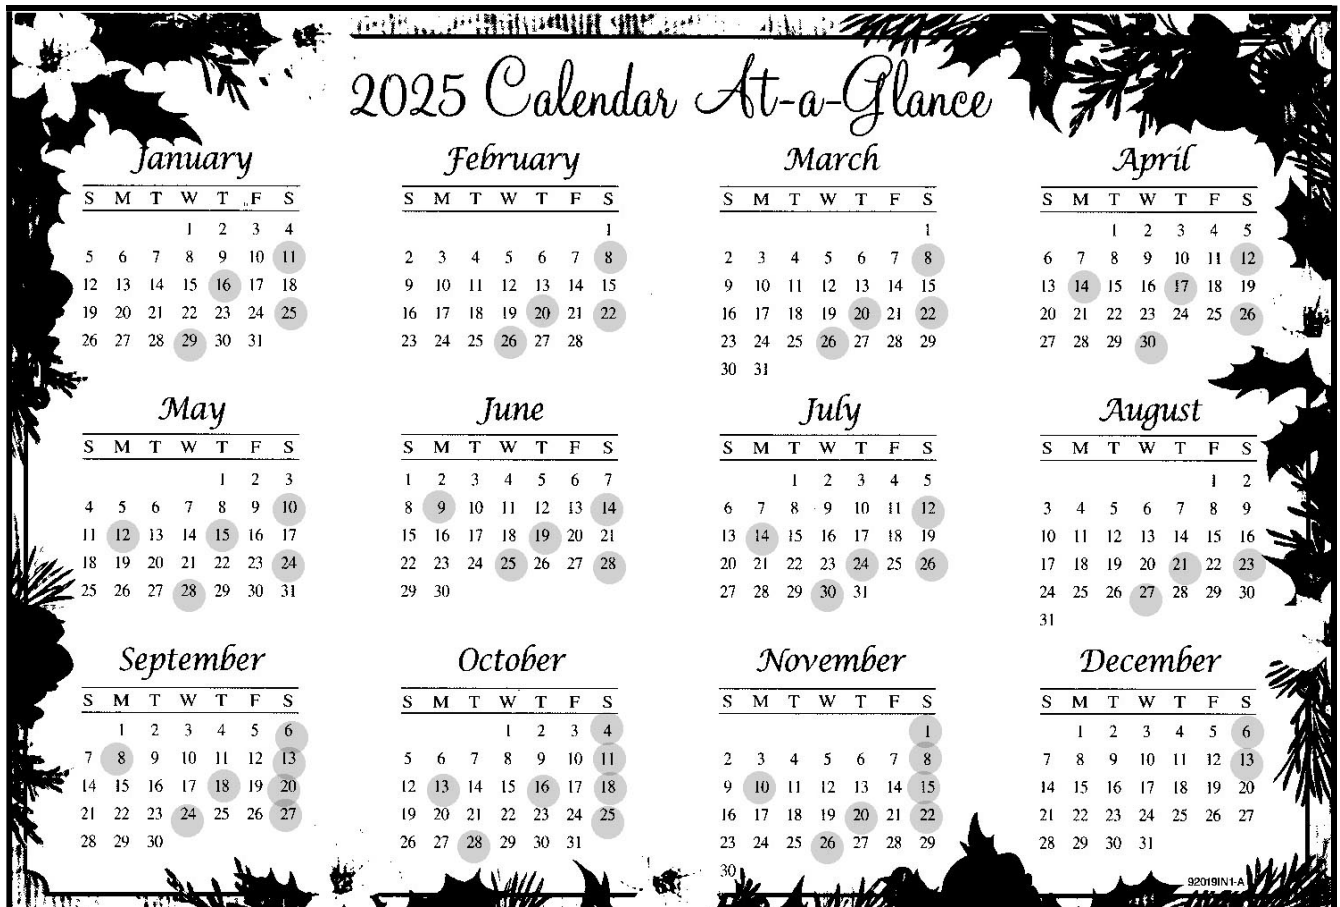 2025 Calendar At-a-Glance
January
S M T W T F S
1 2 3 4
5 6 7 8 9 10 11
12 13 14 15 16 17 18
19 20 21 22 23 24 25
26 27 28 29 30 31
February
S M T W T F S
1
2 3 4 5 6 7 8
9 10 11 12 13 14 15
16 17 18 19 20 21 22
23 24 25 26 27 28
March
S M T W T F S
1
2 3 4 5 6 7 8
9 10 11 12 13 14 15
16 17 18 19 20 21 22
23 24 25 26 27 28 29
30 31
April
S M T W T F S
1 2 3 4 5
6 7 8 9 10 11 12
13 14 15 16 17 18 19
20 21 22 23 24 25 26
27 28 29 30
May
S M T W T F S
1 2 3
4 5 6 7 8 9 10
11 12 13 14 15 16 17
18 19 20 21 22 23 24
25 26 27 28 29 30 31
June
S M T W T F S
1 2 3 4 5 6 7
8 9 10 11 12 13 14
15 16 17 18 19 20 21
22 23 24 25 26 27 28
29 30
July
S M T W T F S
1 2 3 4 5
6 7 8 9 10 11 12
13 14 15 16 17 18 19
20 21 22 23 24 25 26
27 28 29 30 31
August
S M T W T F S
1 2
3 4 5 6 7 8 9
10 11 12 13 14 15 16
17 18 19 20 21 22 23
24 25 26 27 28 29 30
31
September
S M T W T F S
1 2 3 4 5 6
7 8 9 10 11 12 13
14 15 16 17 18 19 20
21 22 23 24 25 26 27
28 29 30
October
S M T W T F S
1 2 3 4
5 6 7 8 9 10 11
12 13 14 15 16 17 18
19 20 21 22 23 24 25
26 27 28 29 30 31
November
S M T W T F S
1
2 3 4 5 6 7 8
9 10 11 12 13 14 15
16 17 18 19 20 21 22
23 24 25 26 27 28 29
30
December
S M T W T F S
1 2 3 4 5 6
7 8 9 10 11 12 13
14 15 16 17 18 19 20
21 22 23 24 25 26 27
28 29 30 31
92019IN1-A